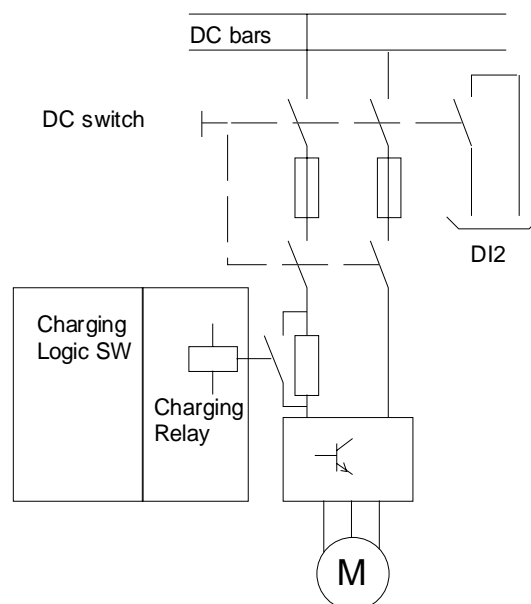 DC bars
DC switch
DI2
Charging
Logic SW
Charging
Relay
M